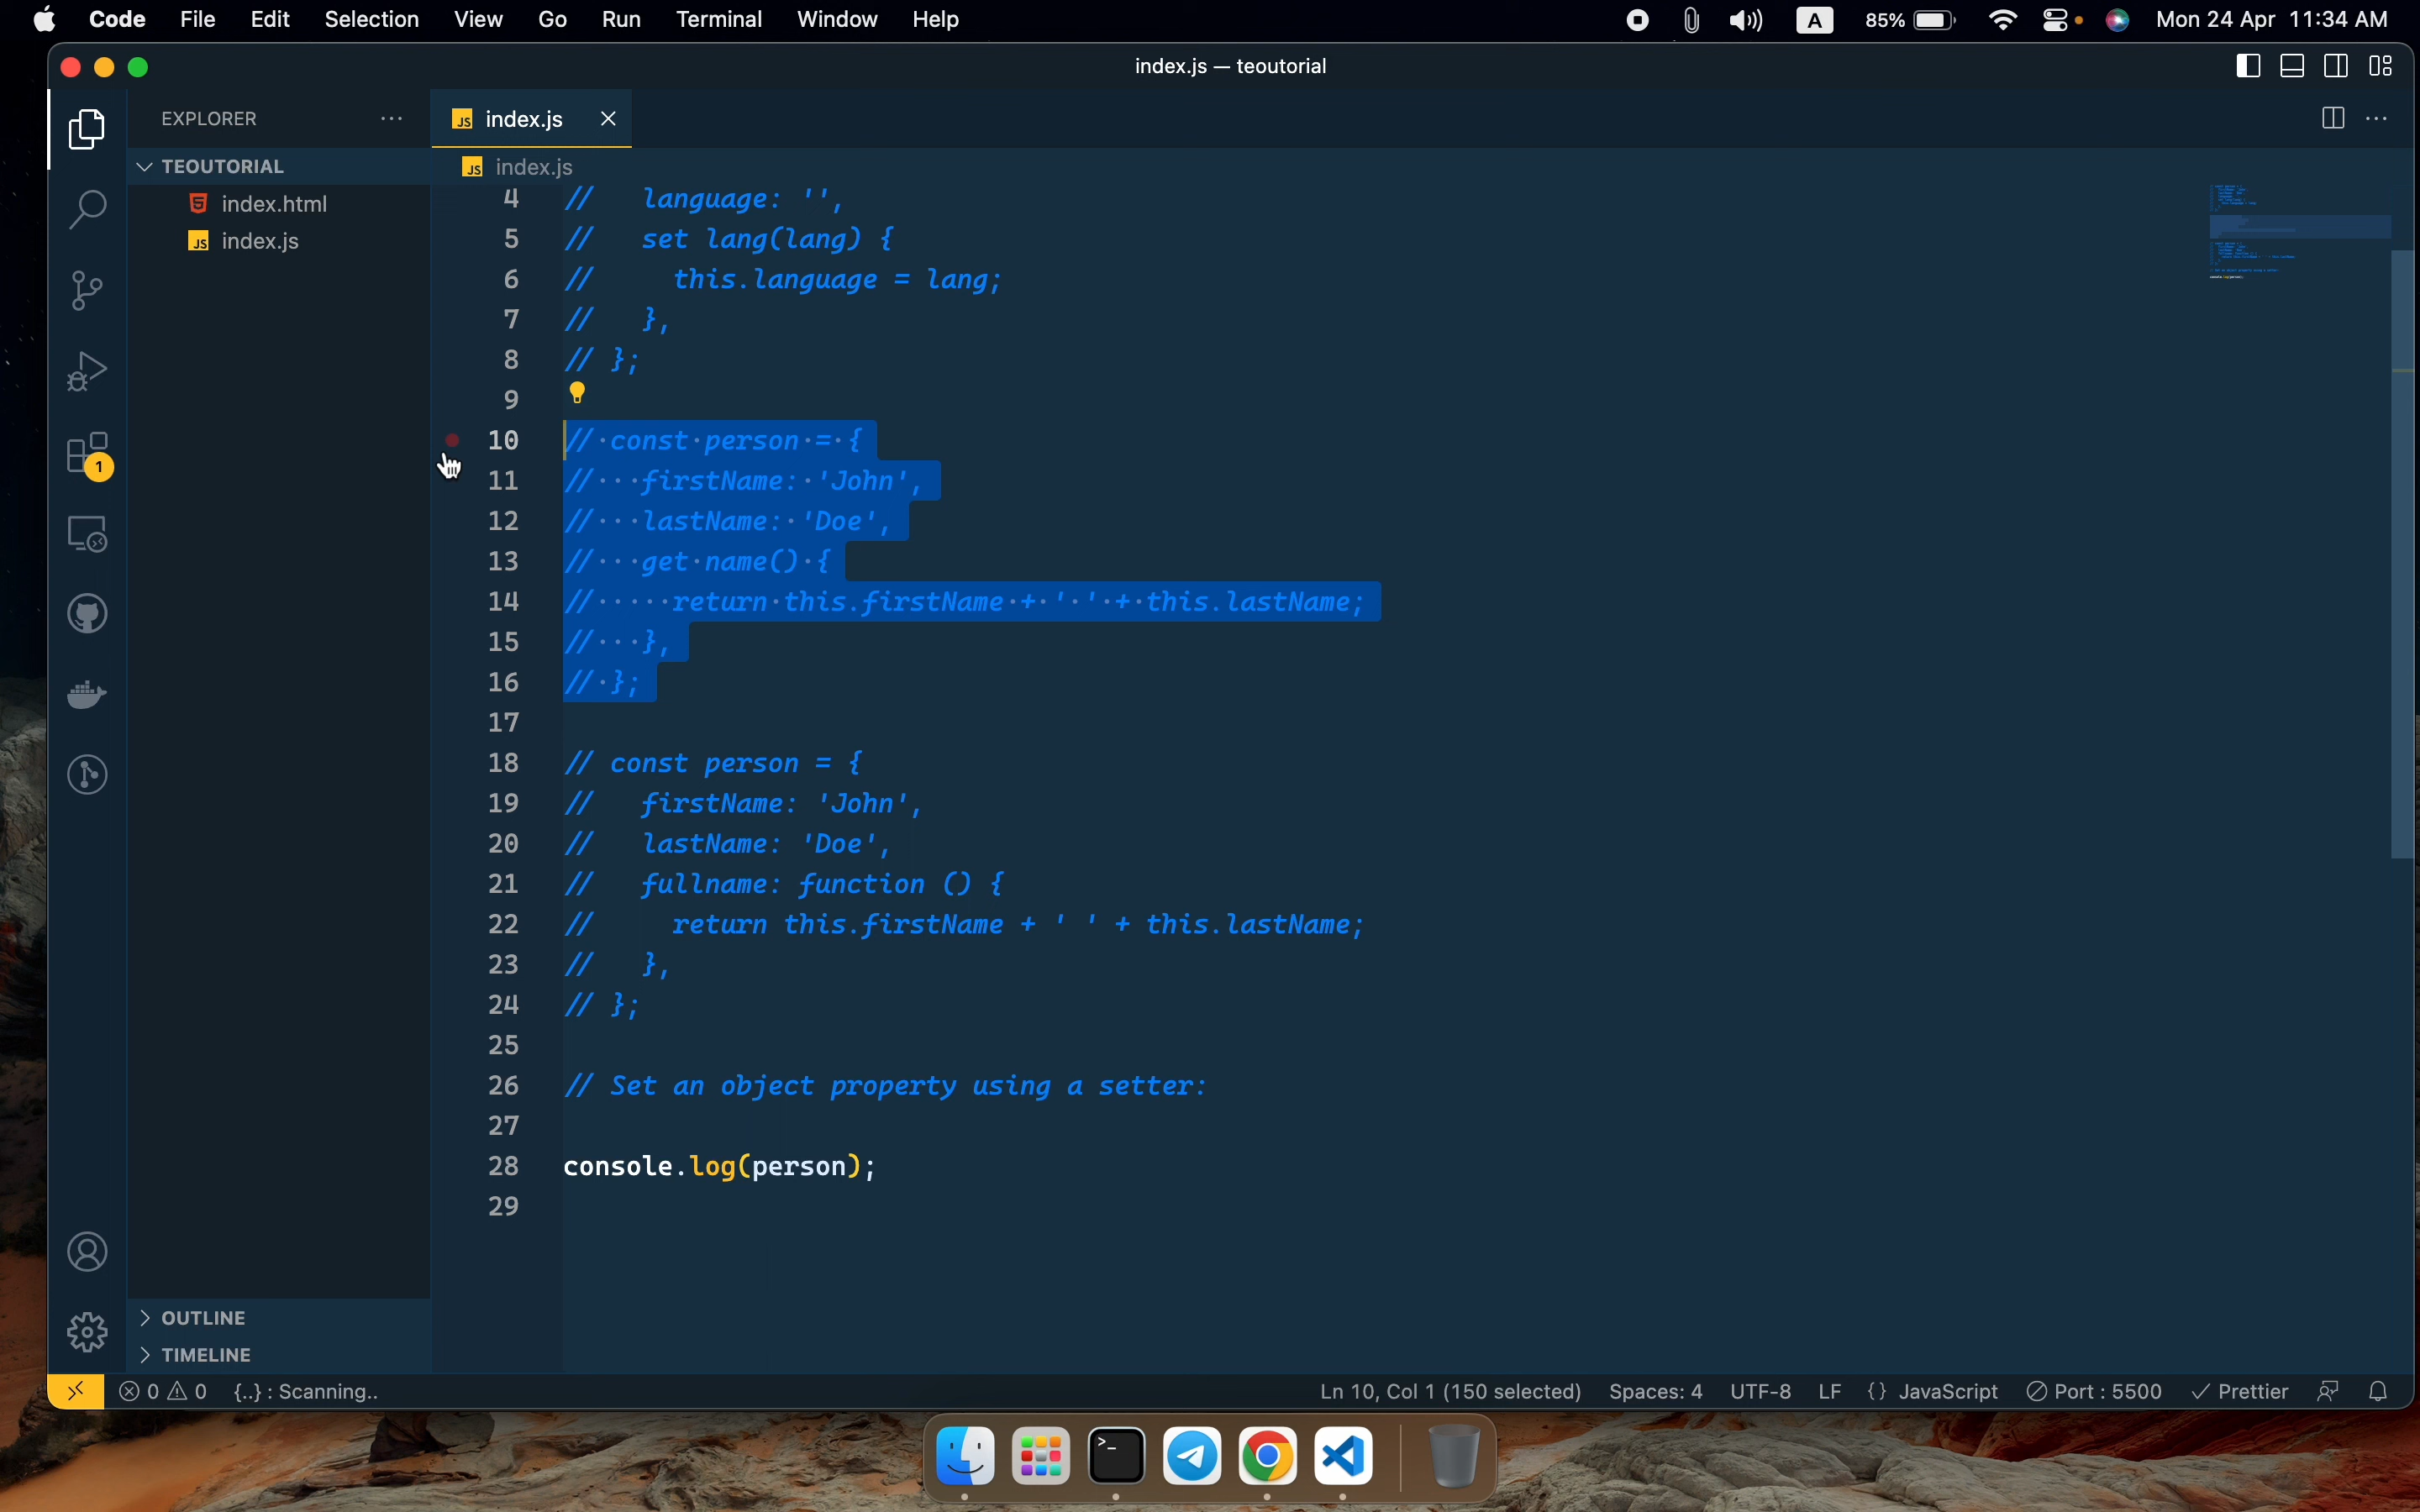 Code File Edit Selection View Go Run Terminal Window Help A 85% Mon 24 Apr 11:34 AM
index.js — teoutorial
EXPLORER
index.js
TEOUTORIAL
index.js
index.html
index.js
4 // language: '',
5 // set lang(lang) {
6 // this.language = lang;
7 // },
8 // };
9
10 // const person = {
11 // firstName: 'John',
12 // lastName: 'Doe',
13 // get name() {
14 // return this.firstName + ' ' + this.lastName;
15 // },
16 // };
17
18 // const person = {
19 // firstName: 'John',
20 // lastName: 'Doe',
21 // fullname: function () {
22 // return this.firstName + ' ' + this.lastName;
23 // },
24 // };
25
26 // Set an object property using a setter:
27
28 console.log(person);
29
1
OUTLINE
TIMELINE
0 0 {..} : Scanning.. Ln 10, Col 1 (150 selected) Spaces: 4 UTF-8 LF {} JavaScript Port : 5500 Prettier